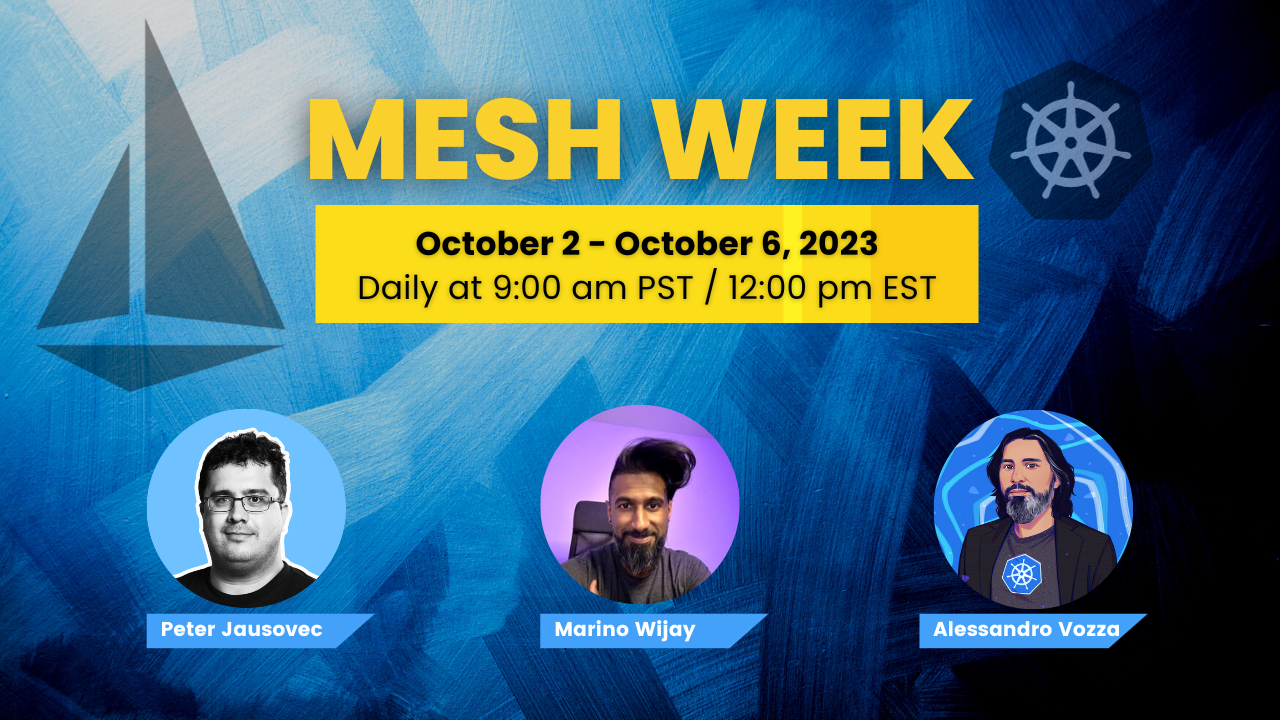 MESH WEEK
October 2 - October 6, 2023
Daily at 9:00 am PST / 12:00 pm EST
Peter Jausovec
Marino Wijay
Alessandro Vozza